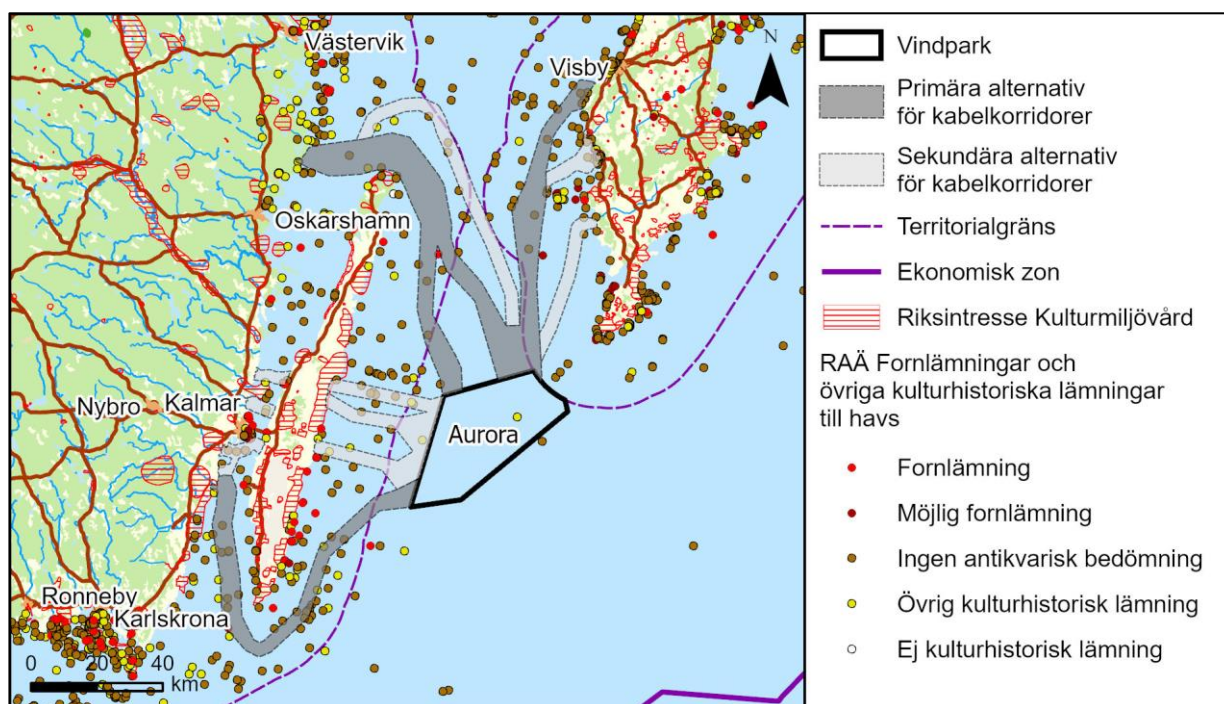 Västervik
Visby
N
Oskarshamn
Nybro
Kalmar
Aurora
Ronneby
Karlskrona
0 20 40
km
Vindpark
Primära alternativ
för kabelkorridorer
Sekundära alternativ
för kabelkorridorer
Territorialgräns
Ekonomisk zon
Riksintresse Kulturmiljövård
RAÄ Fornlämningar och
övriga kulturhistoriska lämningar
till havs
Fornlämning
Möjlig fornlämning
Ingen antikvarisk bedömning
Övrig kulturhistorisk lämning
Ej kulturhistorisk lämning